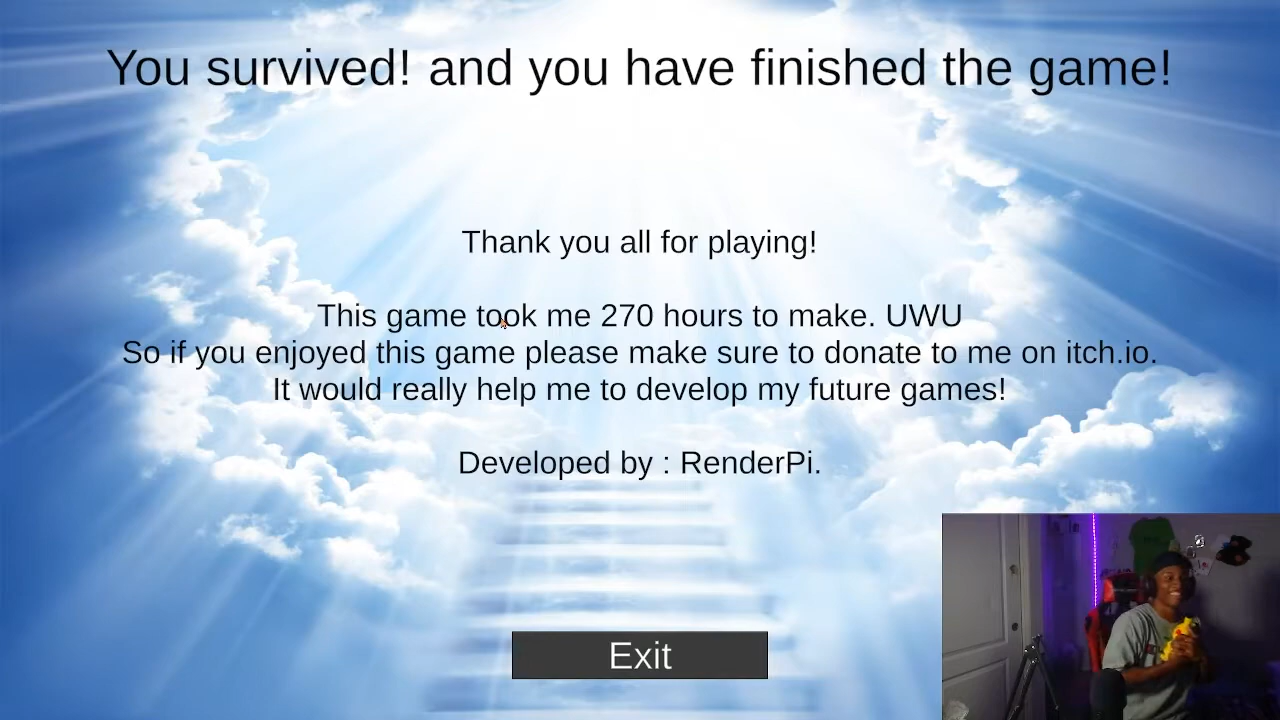 You survived! and you have finished the game!
Thank you all for playing!
This game took me 270 hours to make. UWU
So if you enjoyed this game please make sure to donate to me on itch.io.
It would really help me to develop my future games!
Developed by : RenderPi.
Exit